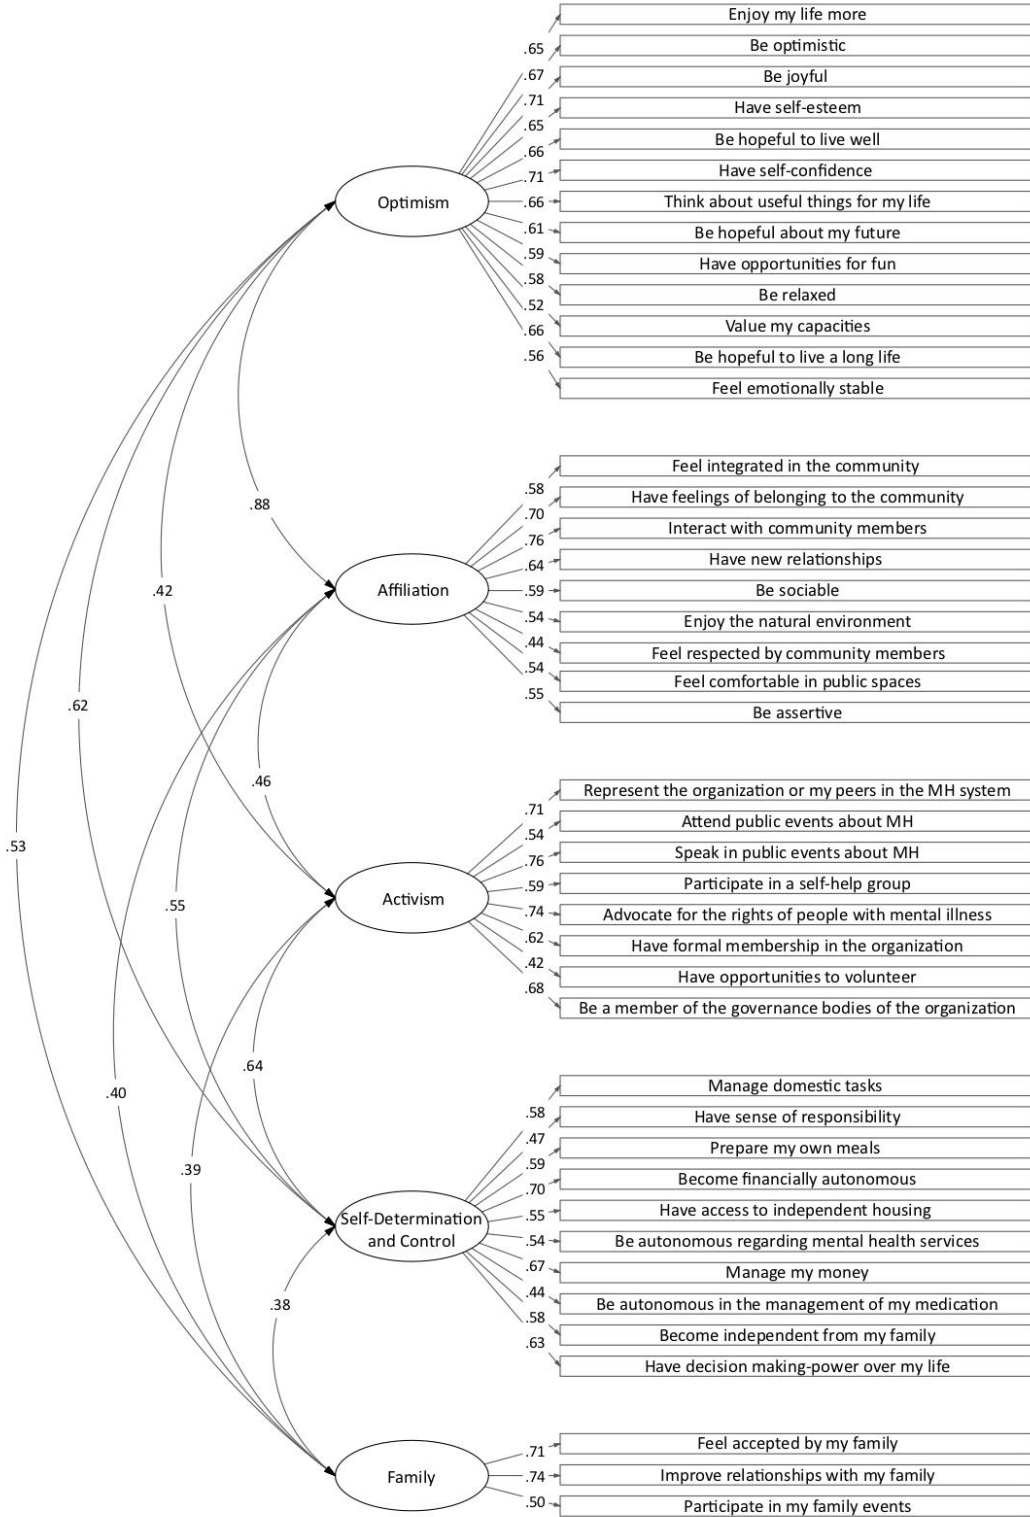 Enjoy my life more
.65
Be optimistic
.67
Be joyful
.71
Have self-esteem
.65
Be hopeful to live well
.66
Have self-confidence
.71
Optimism
.66
Think about useful things for my life
.61
Be hopeful about my future
.59
Have opportunities for fun
.58
Be relaxed
.52
Value my capacities
.66
Be hopeful to live a long life
.56
Feel emotionally stable
Feel integrated in the community
.58
Have feelings of belonging to the community
.88
.70
Interact with community members
.76
Have new relationships
.64
.42
Affiliation
.59
Be sociable
.54
Enjoy the natural environment
.44
Feel respected by community members
.54
Feel comfortable in public spaces
.55
Be assertive
.62
.46
Represent the organization or my peers in the MH system
.71
Attend public events about MH
.54
.53
Speak in public events about MH
.76
Participate in a self-help group
.59
.55
Activism
.74
Advocate for the rights of people with mental illness
.62
Have formal membership in the organization
.42
Have opportunities to volunteer
.68
Be a member of the governance bodies of the organization
.64
Manage domestic tasks
.40
.58
Have sense of responsibility
.47
Prepare my own meals
.59
.39
Become financially autonomous
.70
Have access to independent housing
.55
Self-Determination
and Control
.54
Be autonomous regarding mental health services
.67
Manage my money
.44
.38
Be autonomous in the management of my medication
.58
Become independent from my family
.63
Have decision making-power over my life
Feel accepted by my family
.71
Family
.74
Improve relationships with my family
.50
Participate in my family events